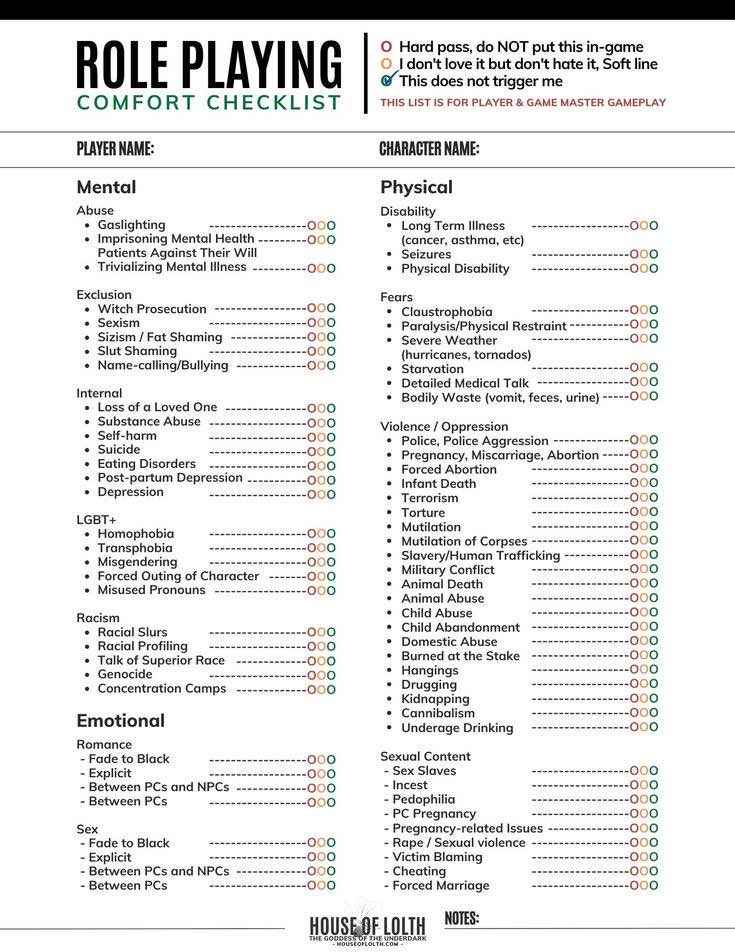 ROLE PLAYING
COMFORT CHECKLIST
O Hard pass, do NOT put this in-game
O I don't love it but don't hate it, Soft line
O This does not trigger me
THIS LIST IS FOR PLAYER & GAME MASTER GAMEPLAY
PLAYER NAME:
CHARACTER NAME:
Mental
Abuse
• Gaslighting -----------------OOO
• Imprisoning Mental Health --------OOO
Patients Against Their Will
• Trivializing Mental Illness ---------OOO
Exclusion
• Witch Prosecution ----------------OOO
• Sexism -----------------OOO
• Sizism / Fat Shaming -------------OOO
• Slut Shaming -----------------OOO
• Name-calling/Bullying ------------OOO
Internal
• Loss of a Loved One --------------OOO
• Substance Abuse -----------------OOO
• Self-harm -----------------OOO
• Suicide -----------------OOO
• Eating Disorders -----------------OOO
• Post-partum Depression ----------OOO
• Depression -----------------OOO
LGBT+
• Homophobia -----------------OOO
• Transphobia -----------------OOO
• Misgendering -----------------OOO
• Forced Outing of Character ------OOO
• Misused Pronouns ----------------OOO
Racism
• Racial Slurs -----------------OOO
• Racial Profiling -----------------OOO
• Talk of Superior Race ------------OOO
• Genocide -----------------OOO
• Concentration Camps ------------OOO
Emotional
Romance
- Fade to Black -----------------OOO
- Explicit -----------------OOO
- Between PCs and NPCs ------------OOO
- Between PCs -----------------OOO
Sex
- Fade to Black -----------------OOO
- Explicit -----------------OOO
- Between PCs and NPCs ------------OOO
- Between PCs -----------------OOO
Physical
Disability
• Long Term Illness -----------------OOO
(cancer, asthma, etc)
• Seizures -----------------OOO
• Physical Disability -----------------OOO
Fears
• Claustrophobia -----------------OOO
• Paralysis/Physical Restraint ----------OOO
• Severe Weather -----------------OOO
(hurricanes, tornados)
• Starvation -----------------OOO
• Detailed Medical Talk ----------------OOO
• Bodily Waste (vomit, feces, urine) -----OOO
Violence / Oppression
• Police, Police Aggression -------------OOO
• Pregnancy, Miscarriage, Abortion -----OOO
• Forced Abortion -----------------OOO
• Infant Death -----------------OOO
• Terrorism -----------------OOO
• Torture -----------------OOO
• Mutilation -----------------OOO
• Mutilation of Corpses -----------------OOO
• Slavery/Human Trafficking -----------OOO
• Military Conflict -----------------OOO
• Animal Death -----------------OOO
• Animal Abuse -----------------OOO
• Child Abuse -----------------OOO
• Child Abandonment -----------------OOO
• Domestic Abuse -----------------OOO
• Burned at the Stake -----------------OOO
• Hangings -----------------OOO
• Drugging -----------------OOO
• Kidnapping -----------------OOO
• Cannibalism -----------------OOO
• Underage Drinking -----------------OOO
Sexual Content
- Sex Slaves -----------------OOO
- Incest -----------------OOO
- Pedophilia -----------------OOO
- PC Pregnancy -----------------OOO
- Pregnancy-related Issues --------------OOO
- Rape / Sexual violence -----------------OOO
- Victim Blaming -----------------OOO
- Cheating -----------------OOO
- Forced Marriage -----------------OOO
HOUSE OF LOLTH
THE GODDESS OF THE UNDERDARK
- HOUSEOFLOLTH.COM -
NOTES: